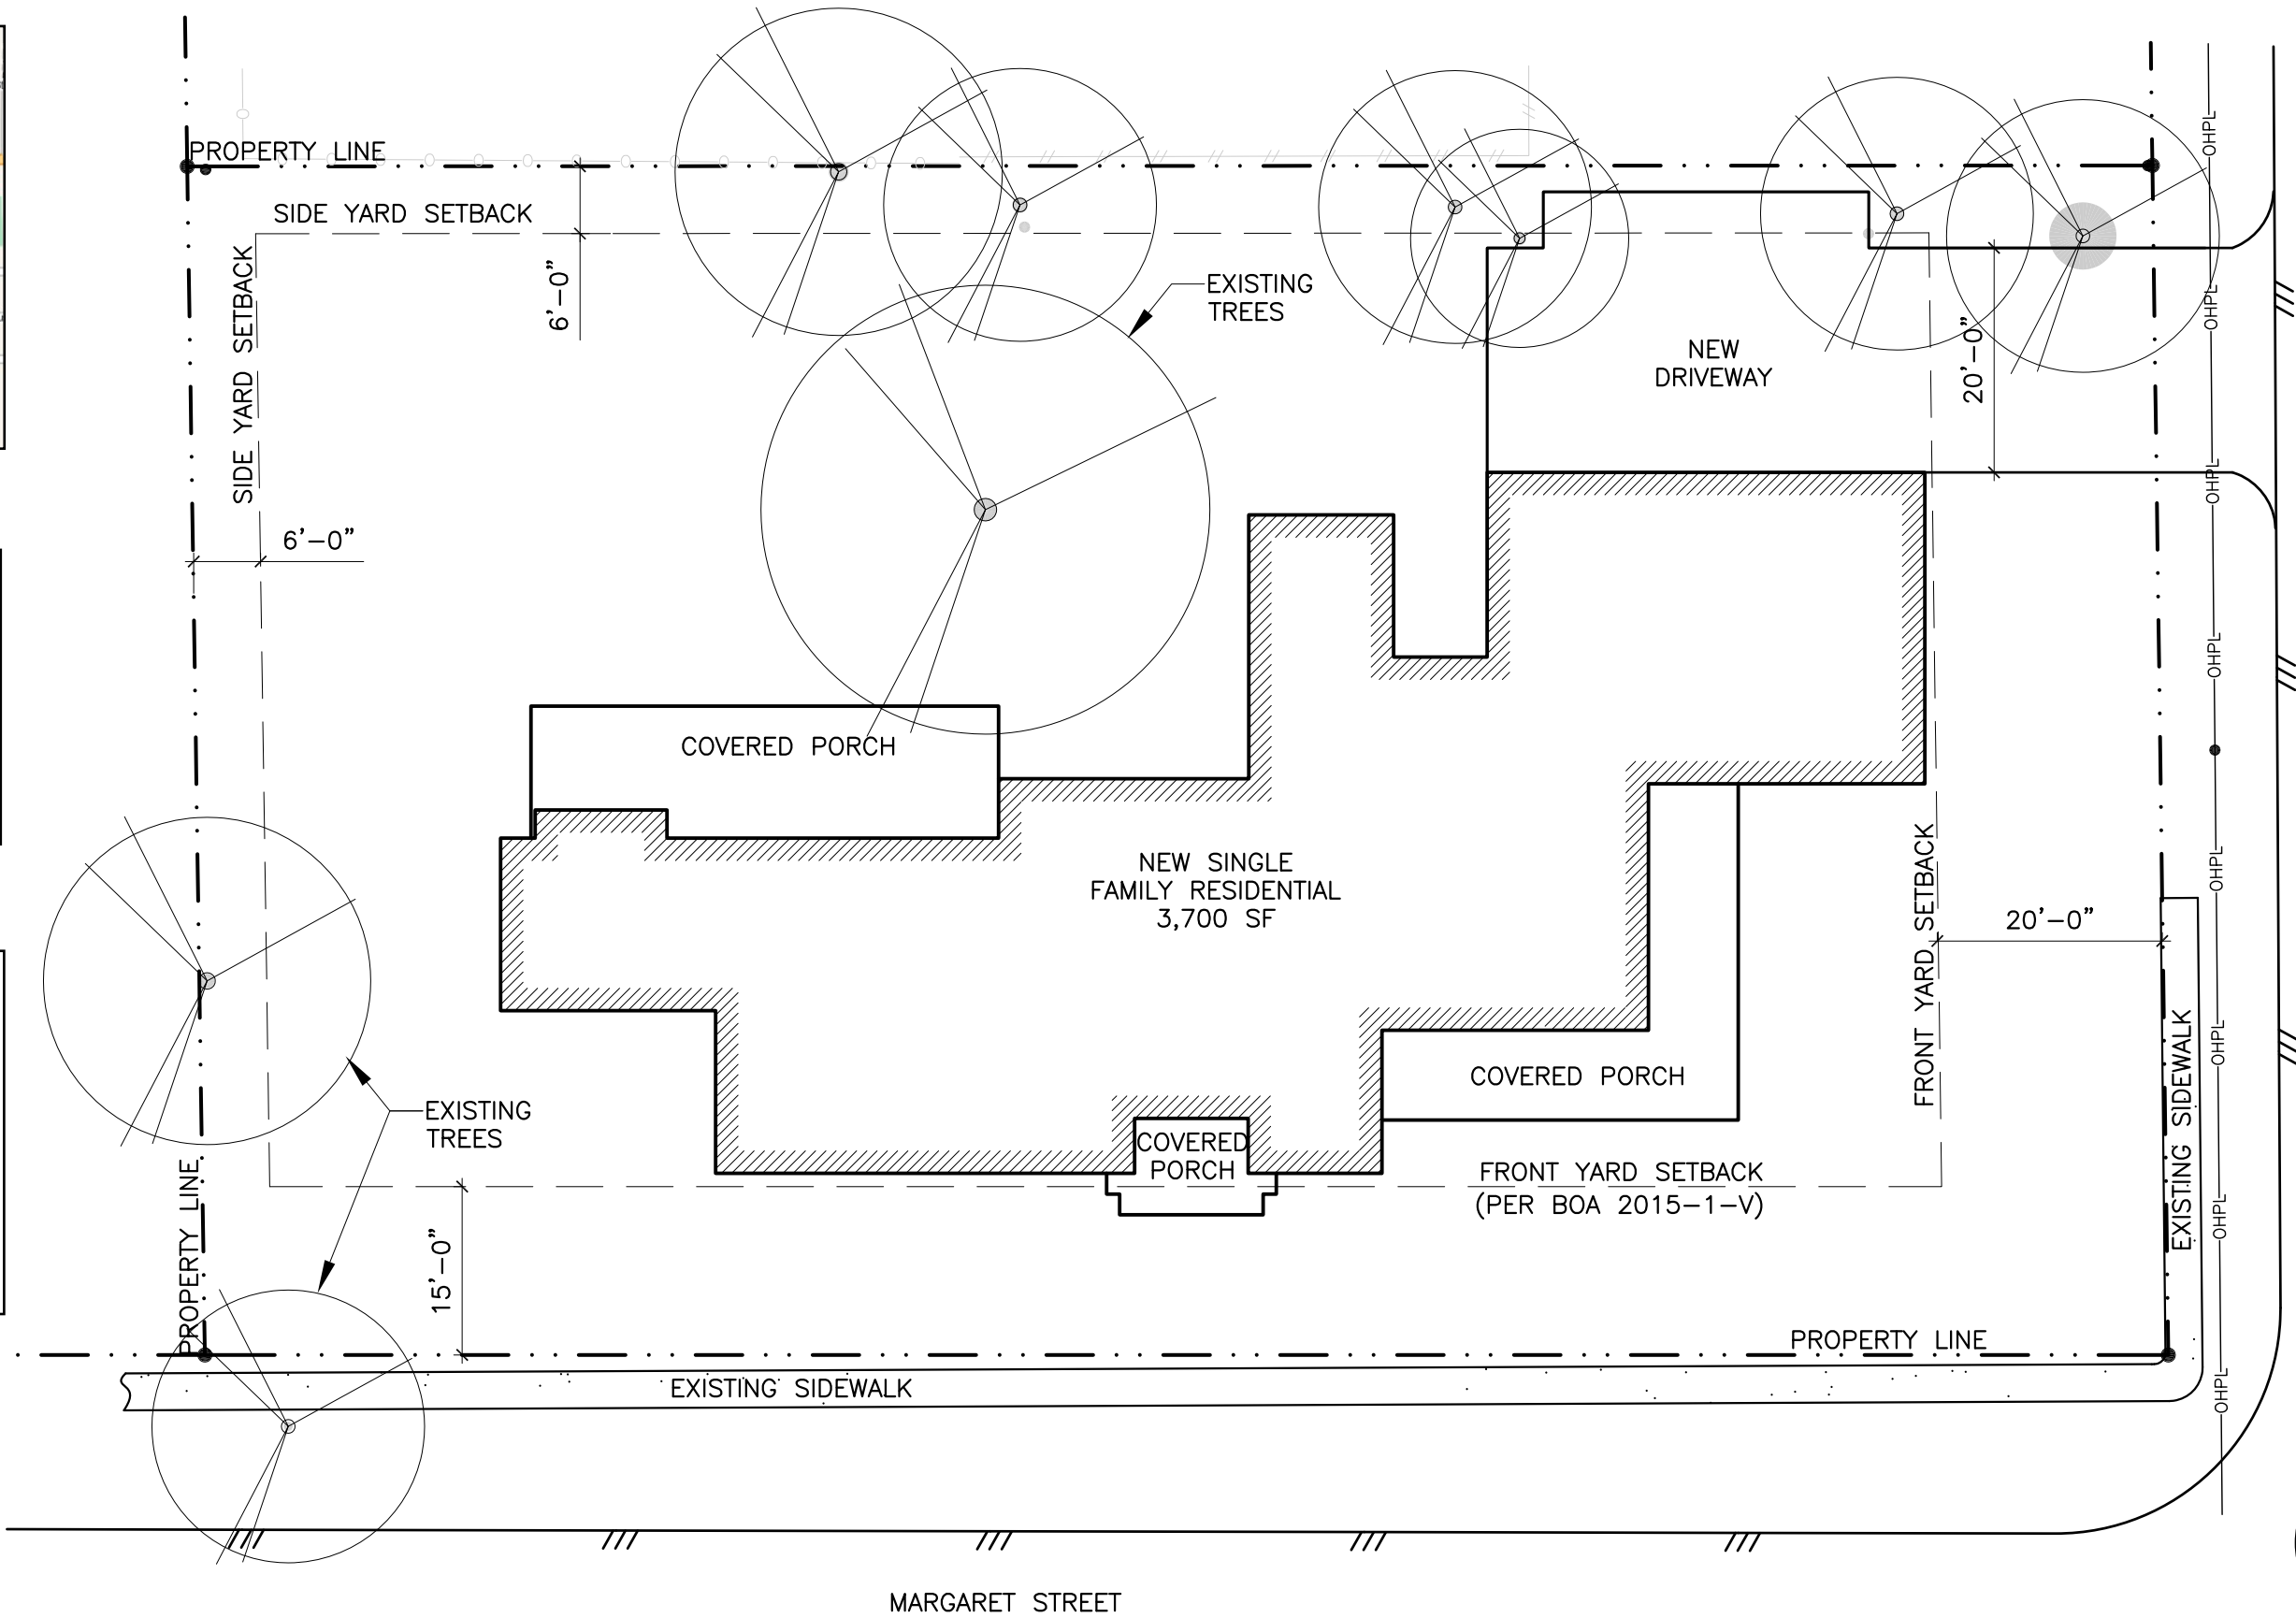 PROPERTY LINE
SIDE YARD SETBACK
SIDE YARD SETBACK
6'-0"
6'-0"
EXISTING
TREES
NEW
DRIVEWAY
20'-0"
OHPL
OHPL
OHPL
OHPL
OHPL
OHPL
OHPL
OHPL
COVERED PORCH
NEW SINGLE
FAMILY RESIDENTIAL
3,700 SF
FRONT YARD SETBACK
20'-0"
EXISTING SIDEWALK
COVERED PORCH
COVERED
PORCH
EXISTING
TREES
FRONT YARD SETBACK
(PER BOA 2015-1-V)
PROPERTY LINE
15'-0"
PROPERTY LINE
EXISTING SIDEWALK
MARGARET STREET